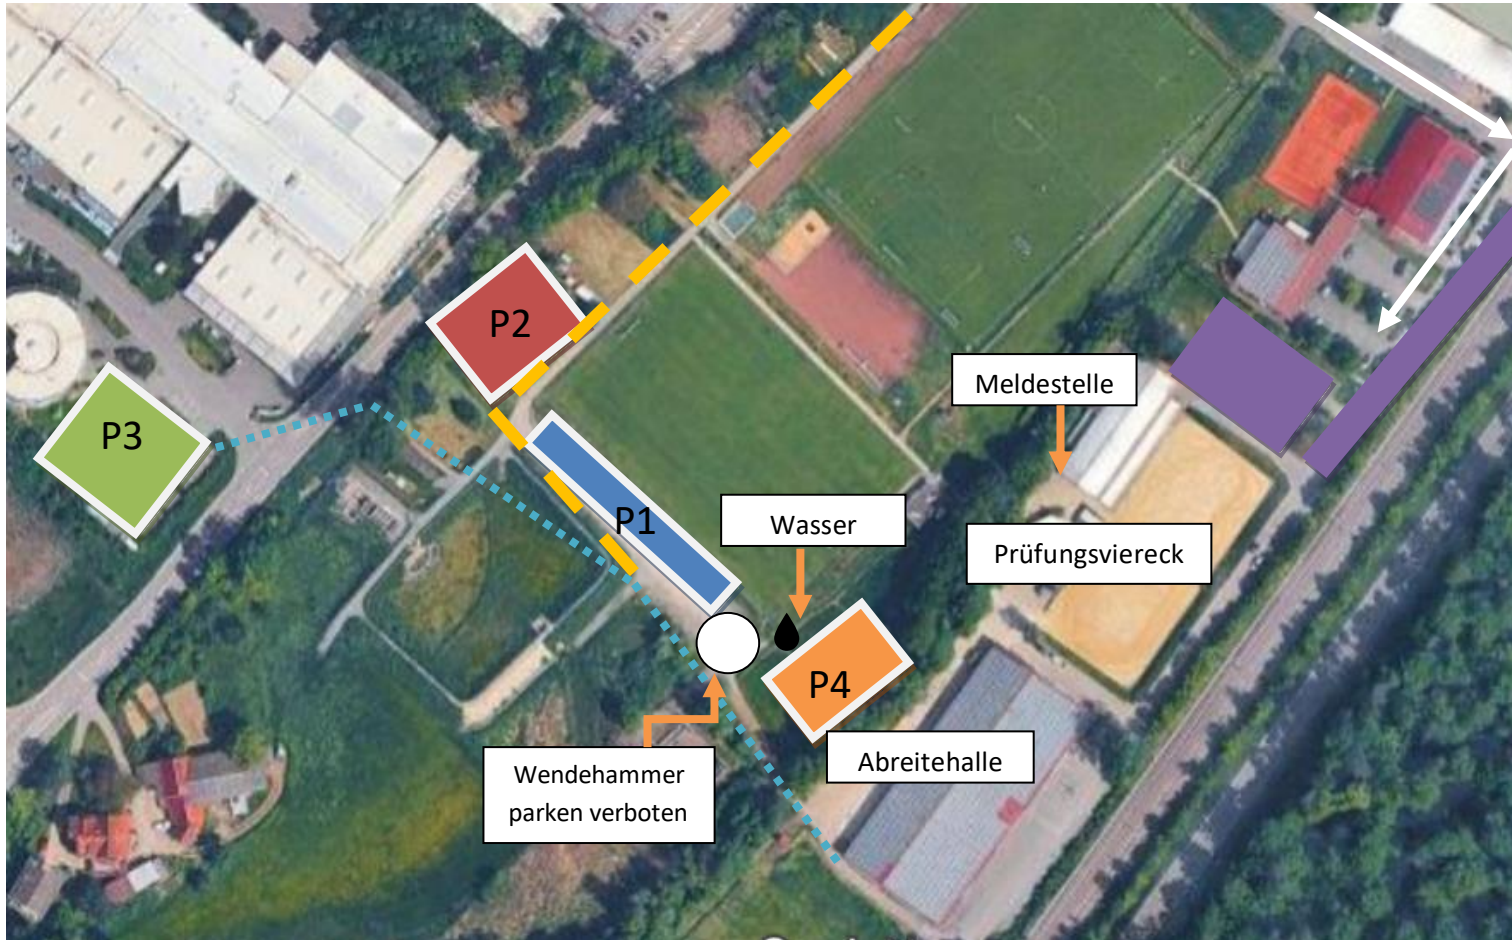 P2
Meldestelle
P3
P1
Wasser
Prüfungsviereck
P4
Abreitehalle
Wendehammer
parken verboten